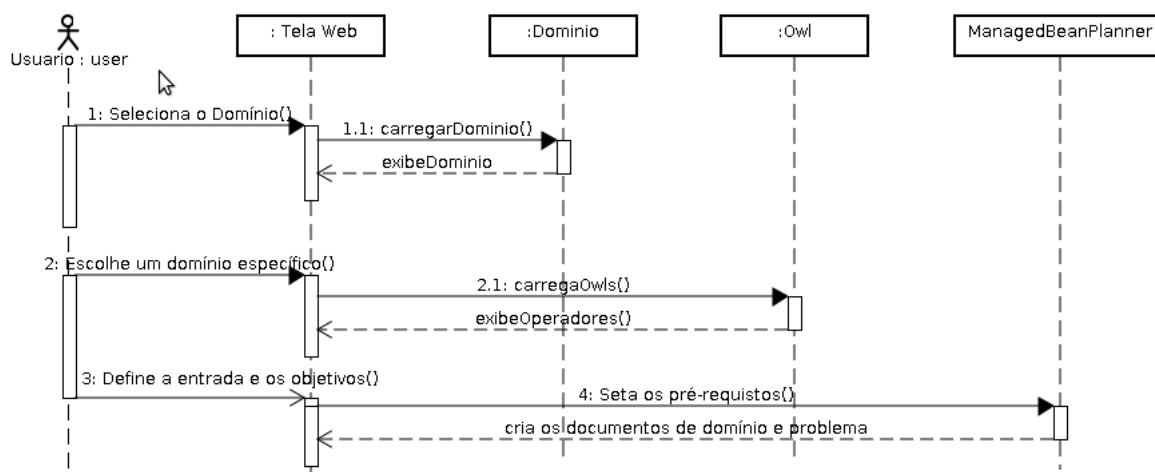 Usuario : user
: Tela Web
:Dominio
:Owl
ManagedBeanPlanner
1: Seleciona o Domínio()
1.1: carregarDominio()
exibeDominio
2: Escolhe um domínio específico()
2.1: carregaOwls()
exibeOperadores()
3: Define a entrada e os objetivos()
4: Seta os pré-requistos()
cria os documentos de domínio e problema